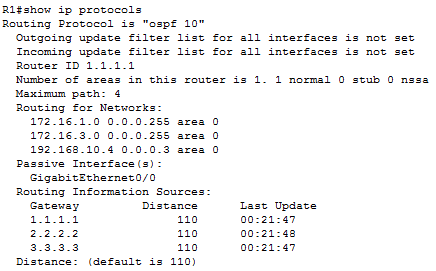 R1#show ip protocols
Routing Protocol is "ospf 10"
  Outgoing update filter list for all interfaces is not set
  Incoming update filter list for all interfaces is not set
  Router ID 1.1.1.1
  Number of areas in this router is 1. 1 normal 0 stub 0 nssa
  Maximum path: 4
  Routing for Networks:
    172.16.1.0 0.0.0.255 area 0
    172.16.3.0 0.0.0.255 area 0
    192.168.10.4 0.0.0.3 area 0
  Passive Interface(s):
    GigabitEthernet0/0
  Routing Information Sources:
    Gateway         Distance      Last Update
    1.1.1.1              110      00:21:47
    2.2.2.2              110      00:21:48
    3.3.3.3              110      00:21:47
  Distance: (default is 110)